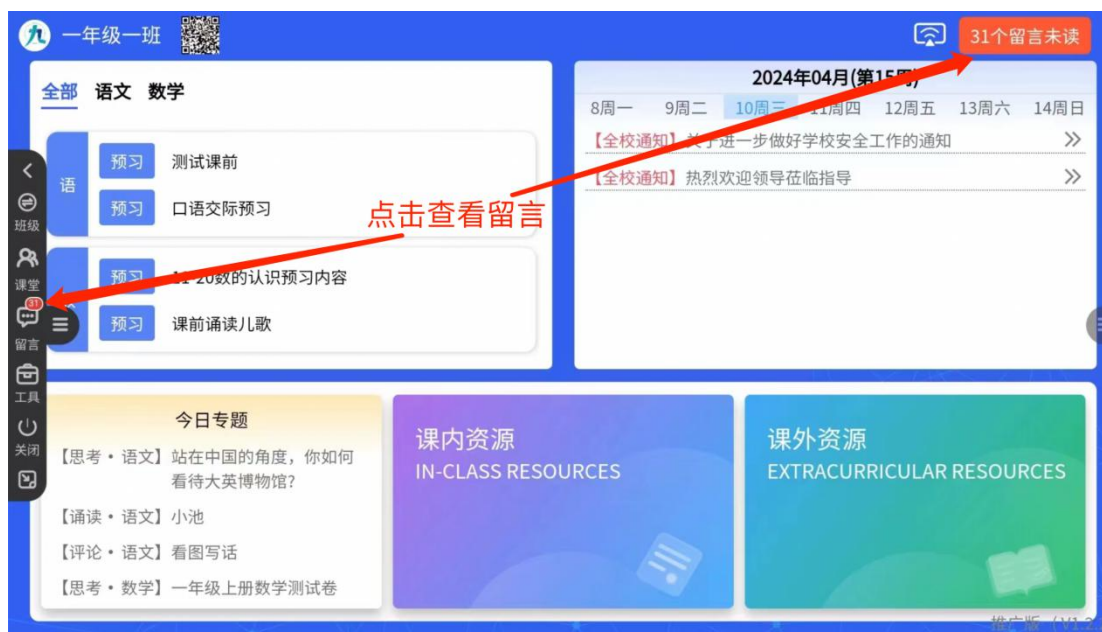 九 一年级一班
31个留言未读
全部 语文 数学
语
预习 测试课前
预习 口语交际预习
预习 11-20数的认识预习内容
预习 课前诵读儿歌
2024年04月(第15周)
8周一 9周二 10周三 11周四 12周五 13周六 14周日
【全校通知】关于进一步做好学校安全工作的通知
【全校通知】热烈欢迎领导莅临指导
点击查看留言
班级
课堂
31
留言
工具
关闭
今日专题
【思考・语文】站在中国的角度，你如何
看待大英博物馆?
【诵读・语文】小池
【评论・语文】看图写话
【思考・数学】一年级上册数学测试卷
课内资源
IN-CLASS RESOURCES
课外资源
EXTRACURRICULAR RESOURCES
推广版（V1.2.